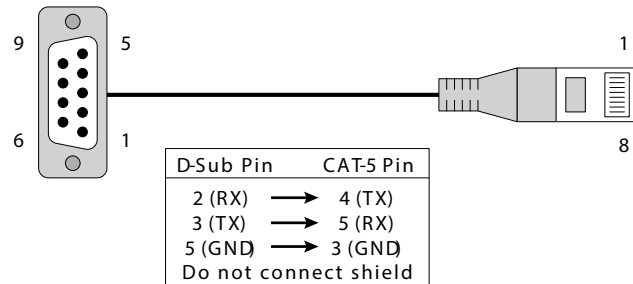 9 5 1
6 1 8
D-Sub Pin CAT-5 Pin
2 (RX) 4 (TX)
3 (TX) 5 (RX)
5 (GND) 3 (GND)
Do not connect shield